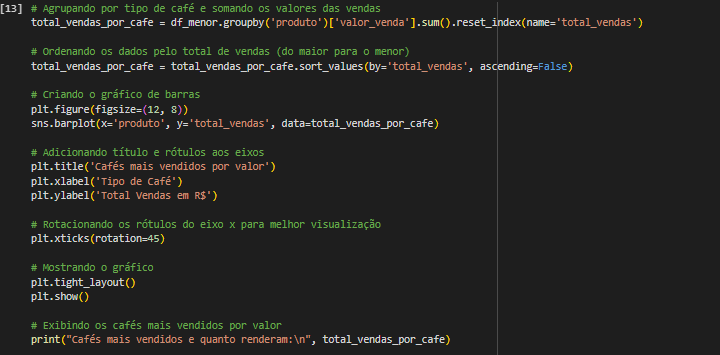 [13] # Agrupando por tipo de café e somando os valores das vendas
total_vendas_por_cafe = df_menor.groupby('produto')['valor_venda'].sum().reset_index(name='total_vendas')
# Ordenando os dados pelo total de vendas (do maior para o menor)
total_vendas_por_cafe = total_vendas_por_cafe.sort_values(by='total_vendas', ascending=False)
# Criando o gráfico de barras
plt.figure(figsize=(12, 8))
sns.barplot(x='produto', y='total_vendas', data=total_vendas_por_cafe)
# Adicionando título e rótulos aos eixos
plt.title('Cafés mais vendidos por valor')
plt.xlabel('Tipo de Café')
plt.ylabel('Total Vendas em R$')
# Rotacionando os rótulos do eixo x para melhor visualização
plt.xticks(rotation=45)
# Mostrando o gráfico
plt.tight_layout()
plt.show()
# Exibindo os cafés mais vendidos por valor
print("Cafés mais vendidos e quanto renderam:\n", total_vendas_por_cafe)